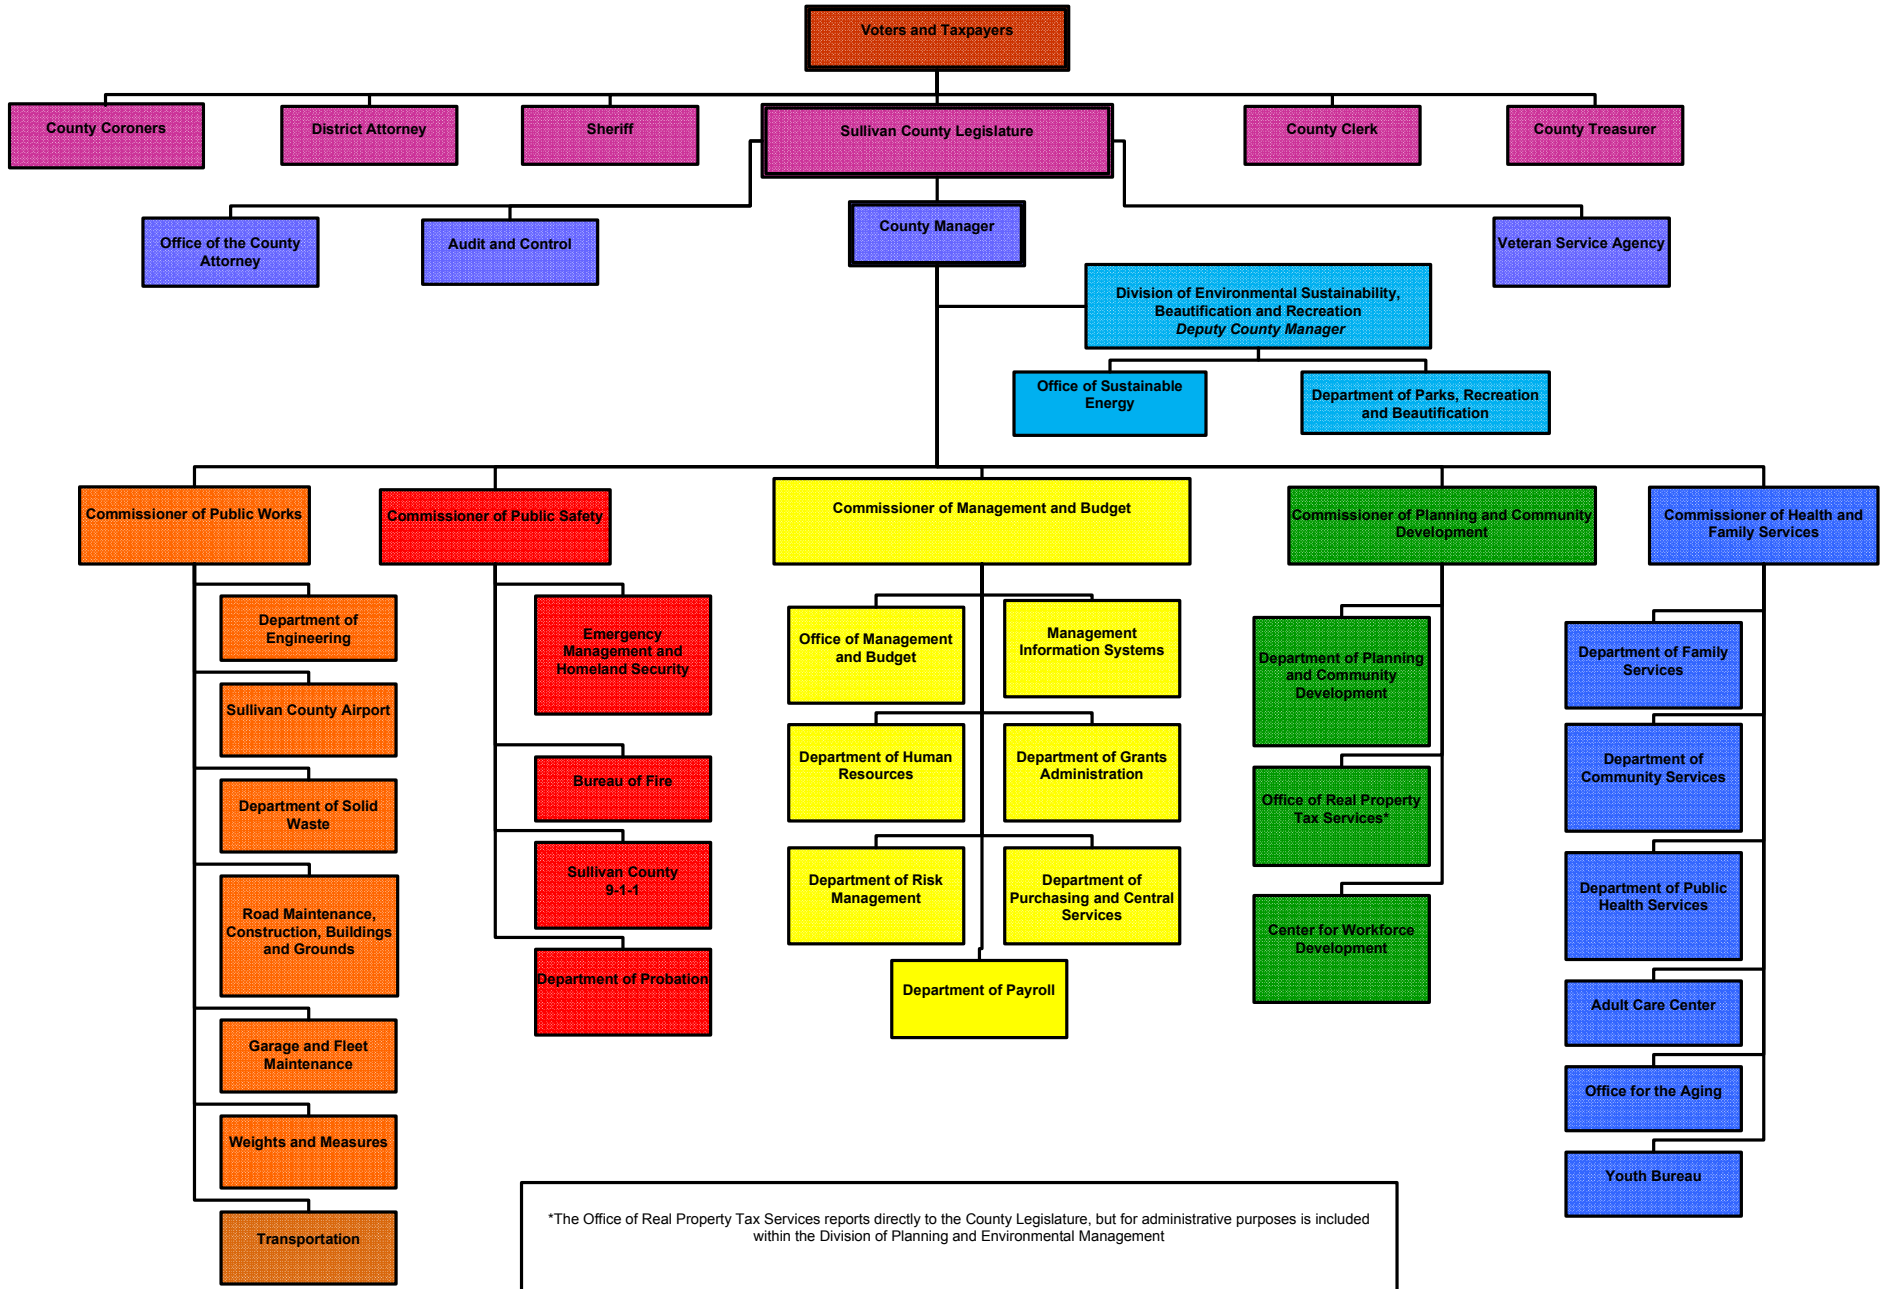 Voters and Taxpayers
County Coroners
District Attorney
Sheriff
Sullivan County Legislature
County Clerk
County Treasurer
Office of the County
Attorney
Audit and Control
County Manager
Veteran Service Agency
Division of Environmental Sustainability,
Beautification and Recreation
Deputy County Manager
Office of Sustainable
Energy
Department of Parks, Recreation
and Beautification
Commissioner of Public Works
Commissioner of Public Safety
Commissioner of Management and Budget
Commissioner of Planning and Community
Development
Commissioner of Health and
Family Services
Department of
Engineering
Sullivan County Airport
Department of Solid
Waste
Road Maintenance,
Construction, Buildings
and Grounds
Garage and Fleet
Maintenance
Weights and Measures
Transportation
Emergency
Management and
Homeland Security
Bureau of Fire
Sullivan County
9-1-1
Department of Probation
Office of Management
and Budget
Management
Information Systems
Department of Human
Resources
Department of Grants
Administration
Department of Risk
Management
Department of
Purchasing and Central
Services
Department of Payroll
Department of Planning
and Community
Development
Office of Real Property
Tax Services*
Center for Workforce
Development
Department of Family
Services
Department of
Community Services
Department of Public
Health Services
Adult Care Center
Office for the Aging
Youth Bureau
*The Office of Real Property Tax Services reports directly to the County Legislature, but for administrative purposes is included
within the Division of Planning and Environmental Management